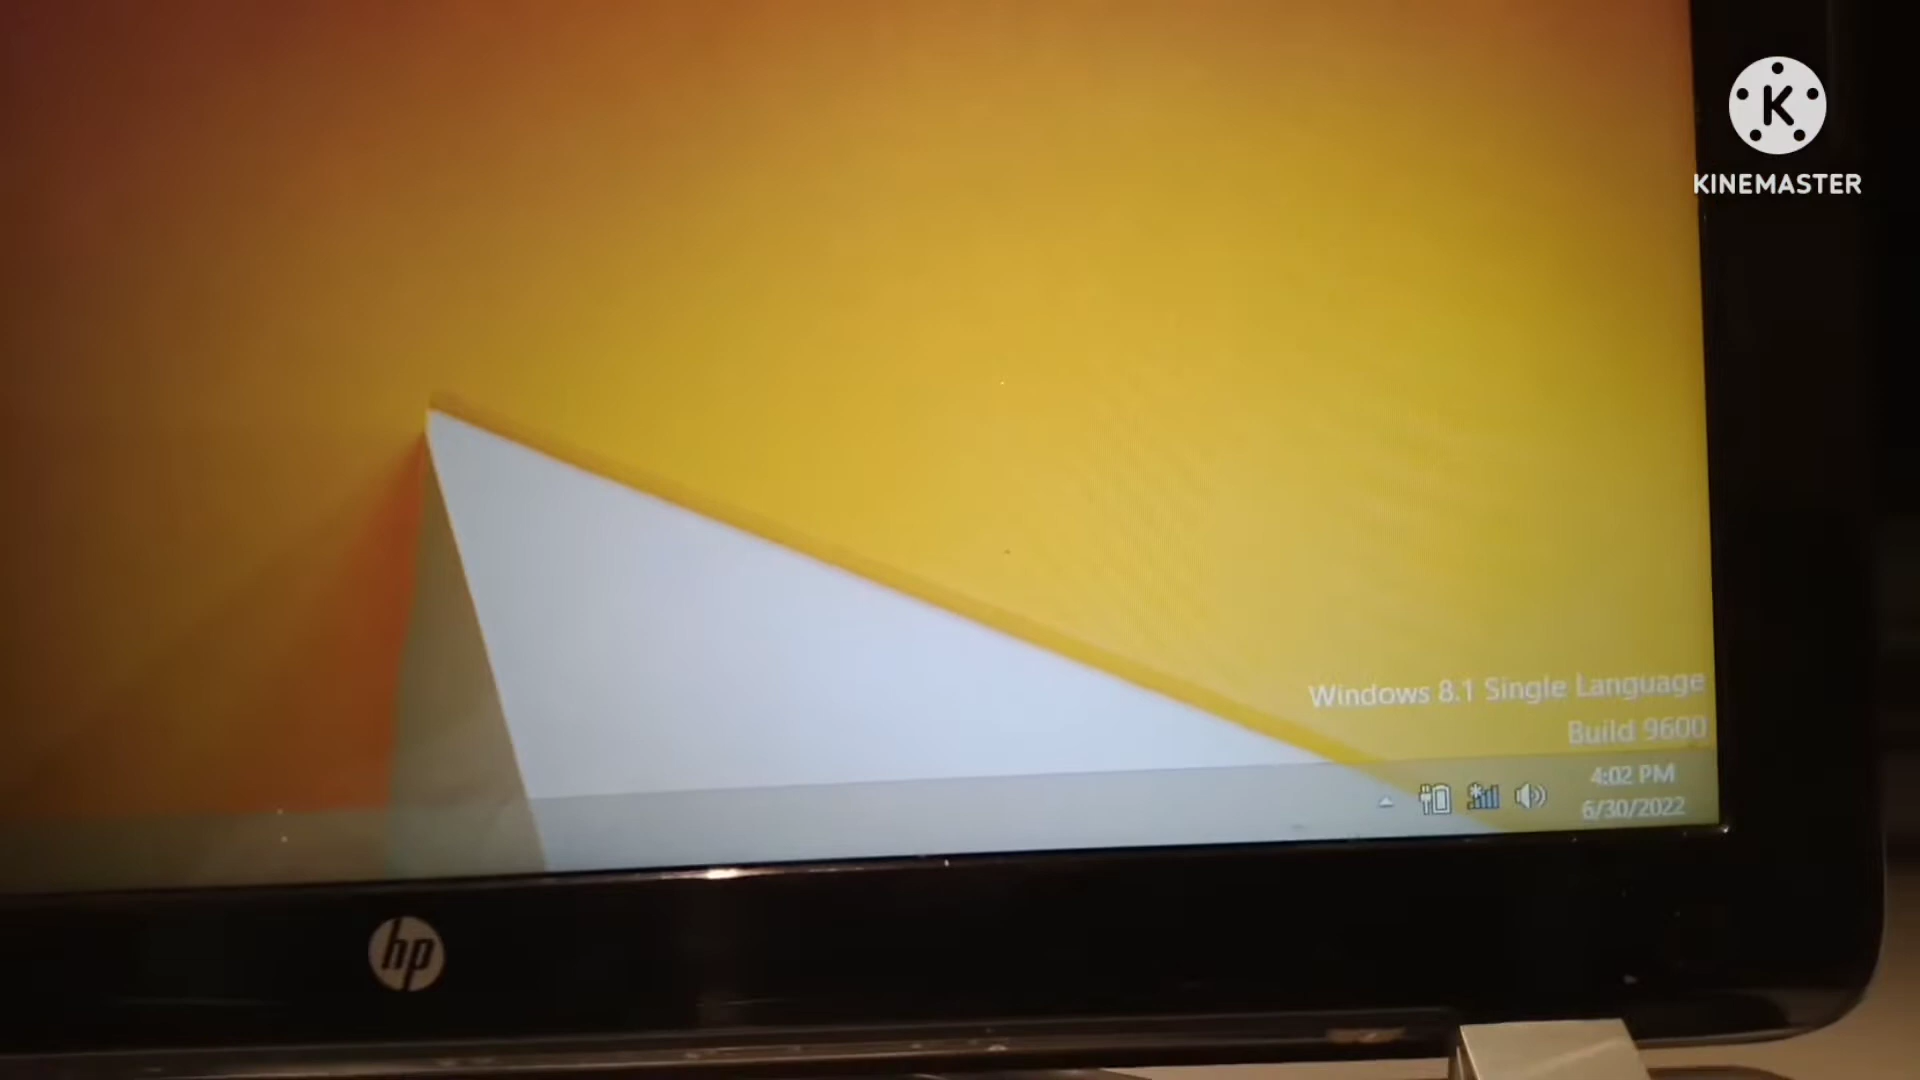 K
KINEMASTER
Windows 8.1 Single Language
Build 9600
4:02 PM
6/30/2022
hp